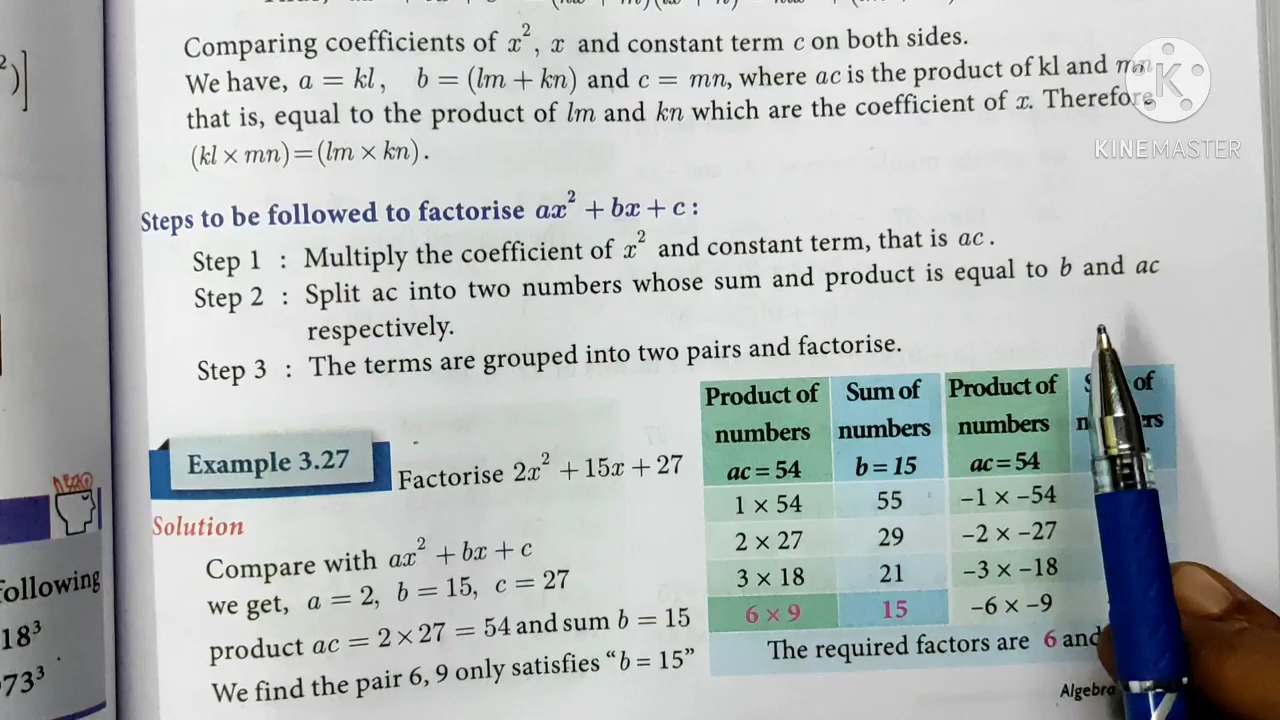 Comparing coefficients of x², x and constant term c on both sides.
We have, a = kl, b = (lm + kn) and c = mn, where ac is the product of kl and mn
that is, equal to the product of lm and kn which are the coefficient of x. Therefore
(kl × mn)=(lm × kn).
K
KINEMASTER
Steps to be followed to factorise ax² + bx + c :
Step 1 : Multiply the coefficient of x² and constant term, that is ac.
Step 2 : Split ac into two numbers whose sum and product is equal to b and ac
respectively.
Step 3 : The terms are grouped into two pairs and factorise.
Example 3.27
Factorise 2x² + 15x + 27
Solution
Compare with ax² + bx + c
we get, a = 2, b = 15, c = 27
product ac = 2 × 27 = 54 and sum b = 15
We find the pair 6, 9 only satisfies “b = 15”
Product of numbers ac = 54 Sum of numbers b = 15 Product of numbers ac = 54 of
1 × 54 55 −1 × −54
2 × 27 29 −2 × −27
3 × 18 21 −3 × −18
6 × 9 15 −6 × −9
The required factors are 6 and
Algebra
²)]
following
18³
73³